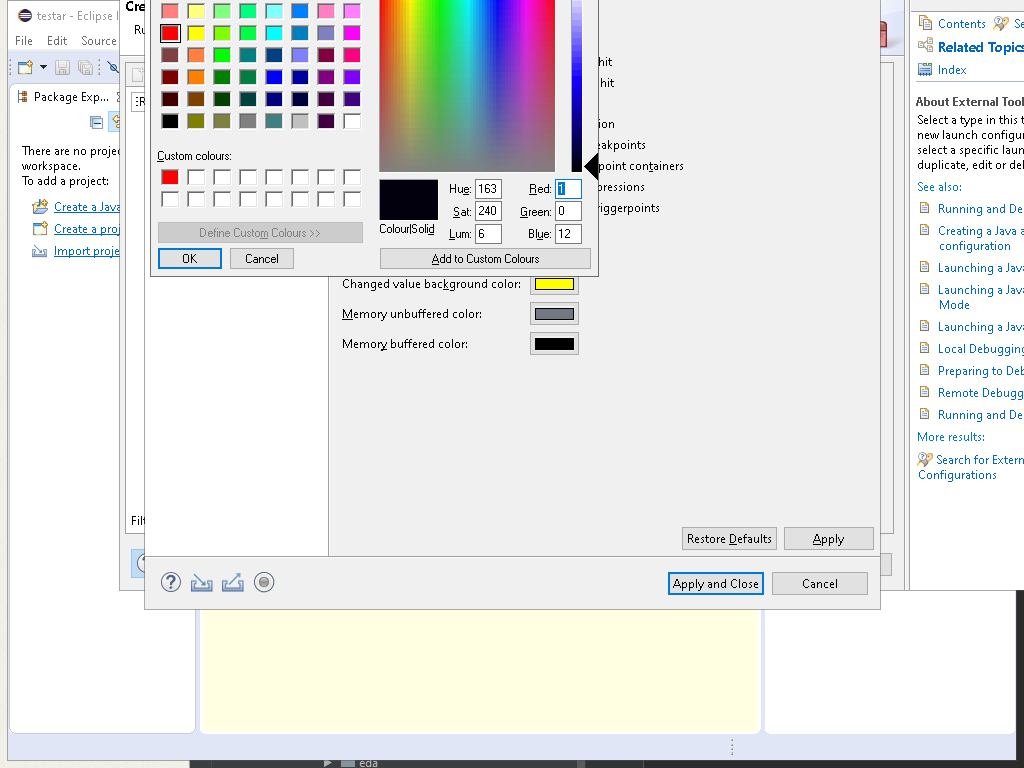 testar - Eclipse I
File Edit Source
Package Exp...
There are no proje
workspace.
To add a project:
Create a Java
Create a proj
Import proje
Cre
Ru
Filt
Custom colours:
Define Custom Colours >>
OK
Cancel
Colour|Solid
Hue: 163
Sat: 240
Lum: 6
Red: 1
Green: 0
Blue: 12
Add to Custom Colours
hit
hit
ion
eakpoints
point containers
pressions
riggerpoints
Changed value background color:
Memory unbuffered color:
Memory buffered color:
Restore Defaults
Apply
Apply and Close
Cancel
Contents
Se
Related Topics
Index
About External Tool
Select a type in this t
new launch configur
select a specific laun
duplicate, edit or del
See also:
Running and De
Creating a Java a
configuration
Launching a Java
Launching a Java
Mode
Launching a Java
Local Debugging
Preparing to Deb
Remote Debugg
Running and De
More results:
Search for Extern
Configurations
eda